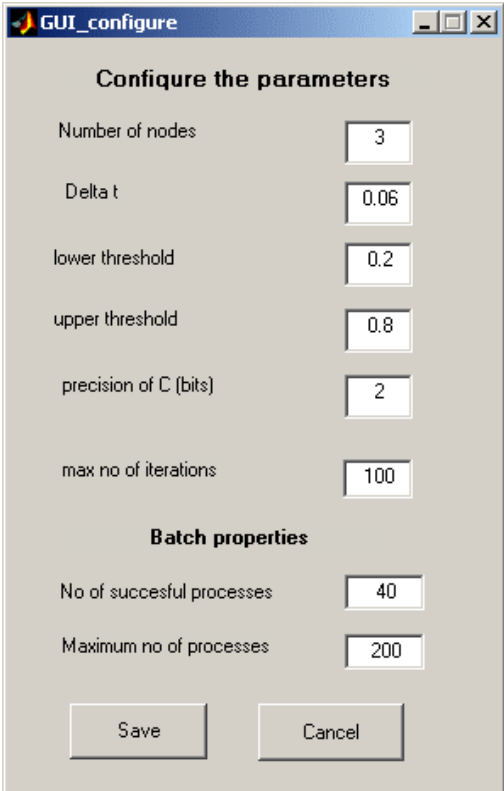 GUI_configure
Configure the parameters
Number of nodes 3
Delta t 0.06
lower threshold 0.2
upper threshold 0.8
precision of C (bits) 2
max no of iterations 100
Batch properties
No of succesful processes 40
Maximum no of processes 200
Save Cancel